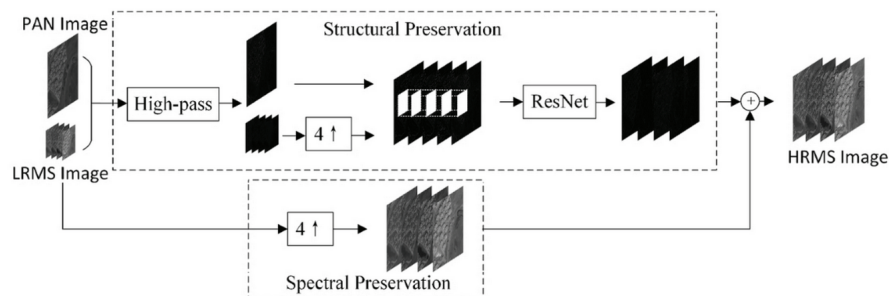 PAN Image
Structural Preservation
High-pass
4 ↑
ResNet
+
LRMS Image
HRMS Image
4 ↑
Spectral Preservation